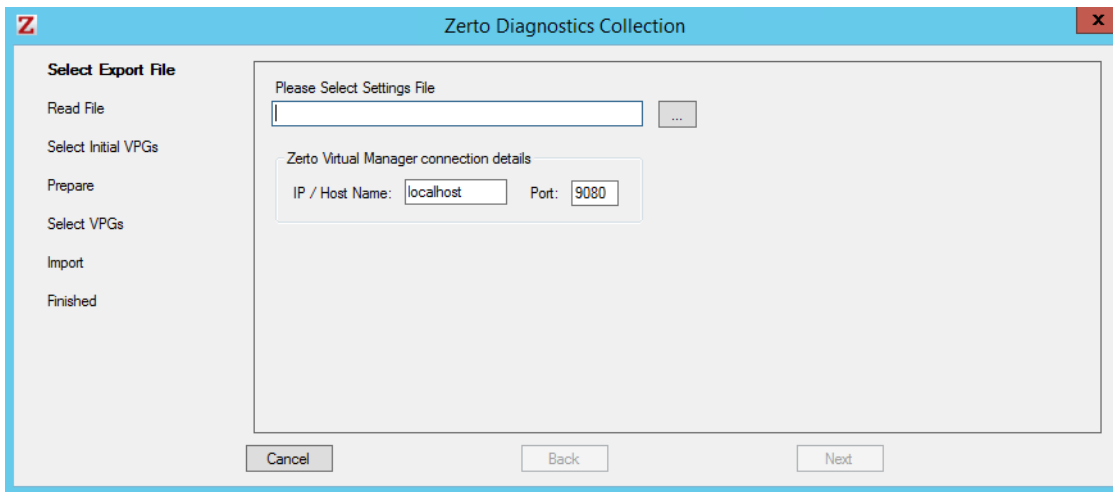 Z
Zerto Diagnostics Collection
x
Select Export File
Read File
Select Initial VPGs
Prepare
Select VPGs
Import
Finished
Please Select Settings File
...
Zerto Virtual Manager connection details
IP / Host Name: localhost Port: 9080
Cancel Back Next